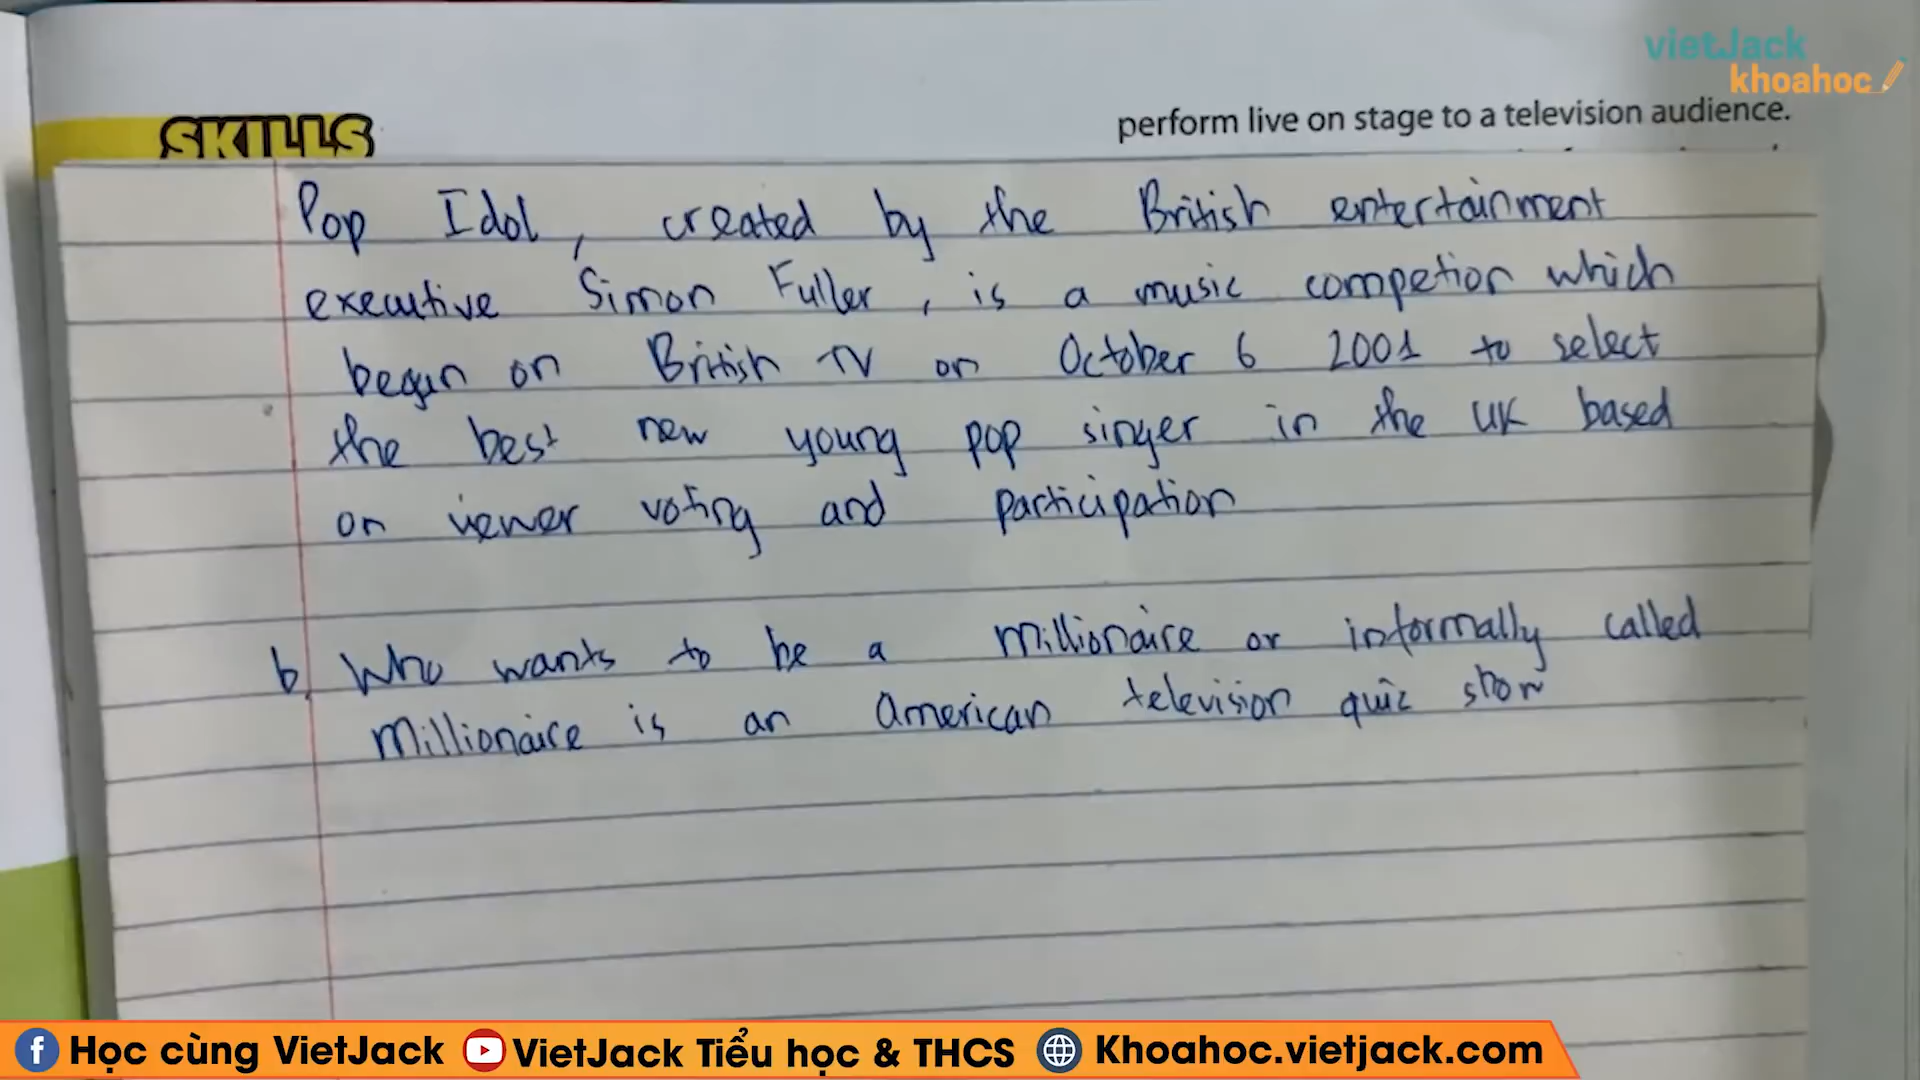 vietJack
khoahoc
SKILLS
perform live on stage to a television audience.
Pop Idol, created by the British entertainment
executive Simon Fuller, is a music competion which
began on British TV on October 6 2001 to select
the best new young pop singer in the UK based
on viewer voting and participation
b. Who wants to be a millionaire or informally called
millionaire is an American television quiz show
Học cùng VietJack VietJack Tiểu học & THCS Khoahoc.vietjack.com